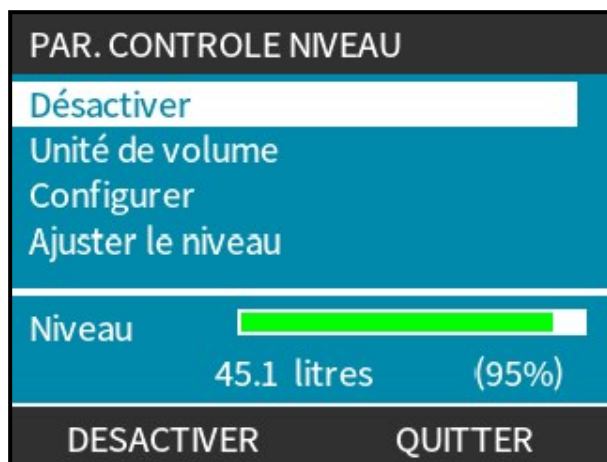 PAR. CONTROLE NIVEAU
Désactiver
Unité de volume
Configurer
Ajuster le niveau
Niveau
45.1 litres (95%)
DESACTIVER QUITTER